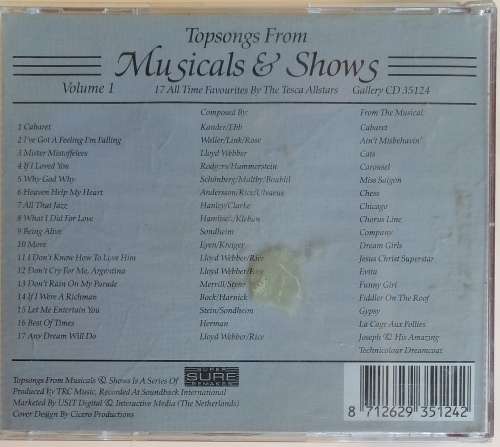 Topsongs From
Musicals & Shows
Volume 1 17 All Time Favourites By The Tesca Allstars Gallery CD 35124
Composed By: From The Musical:
1 Cabaret Kander/Ebb Cabaret
2 I've Got A Feeling I'm Falling Waller/Link/Rose Ain't Misbehavin'
3 Mister Mistoffelees Lloyd Webber Cats
4 If I Loved You Rodgers/Hammerstein Carousel
5 Why God Why Schönberg/Maltby/Boublil Miss Saigon
6 Heaven Help My Heart Andersson/Rice/Ulvaeus Chess
7 All That Jazz Chicago
8 What I Did For Love Hamlisch/Kleban Chorus Line
9 Being Alive Sondheim Company
10 More Dream Girls
11 I Don't Know How To Love Him Lloyd Webber/Rice Jesus Christ Superstar
12 Don't Cry For Me, Argentina Lloyd Webber/Rice Evita
13 Don't Rain On My Parade Merrill/Styne Funny Girl
14 If I Were A Richman Bock/Harnick Fiddler On The Roof
15 Let Me Entertain You Stein/Sondheim Gypsy
16 Best Of Times Herman La Cage Aux Follies
17 Any Dream Will Do Lloyd Webber/Rice Joseph & His Amazing
Technicolour Dreamcoat
Topsongs From Musicals & Shows Is A Series Of
Produced By TRC Music, Recorded At Soundback International
Marketed By USIT Digital & Interactive Media (The Netherlands)
Cover Design By Cicero Productions
SUPER
SURE
REMAKES
8 712629 351242